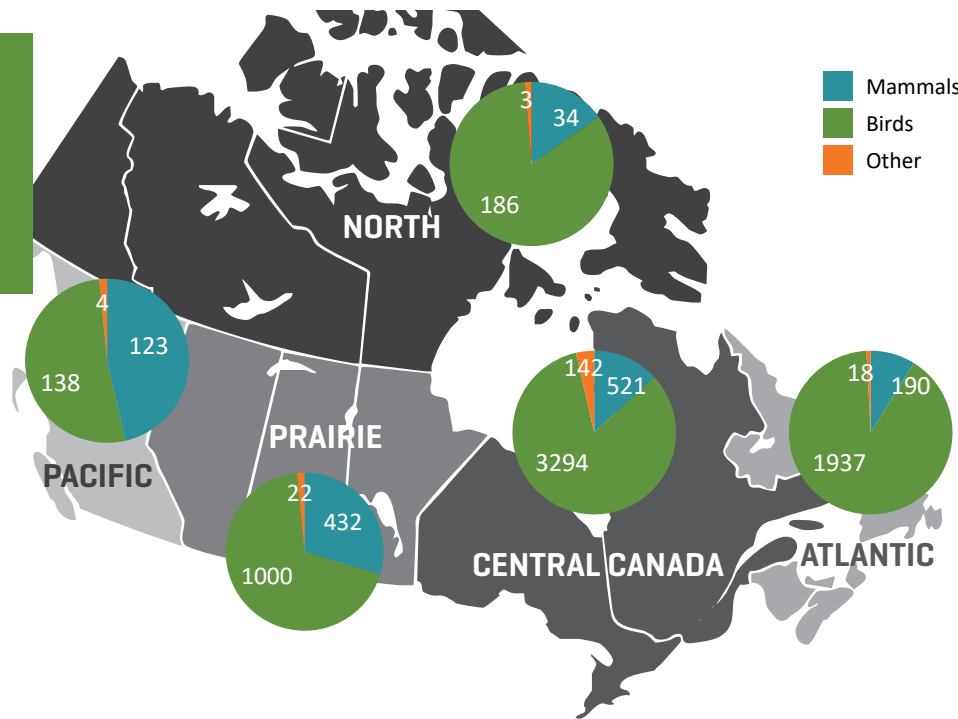 Mammals
Birds
Other
3
34
186
NORTH
4
123
138
PACIFIC
PRAIRIE
22
432
1000
142
521
3294
CENTRAL CANADA
18
190
1937
ATLANTIC